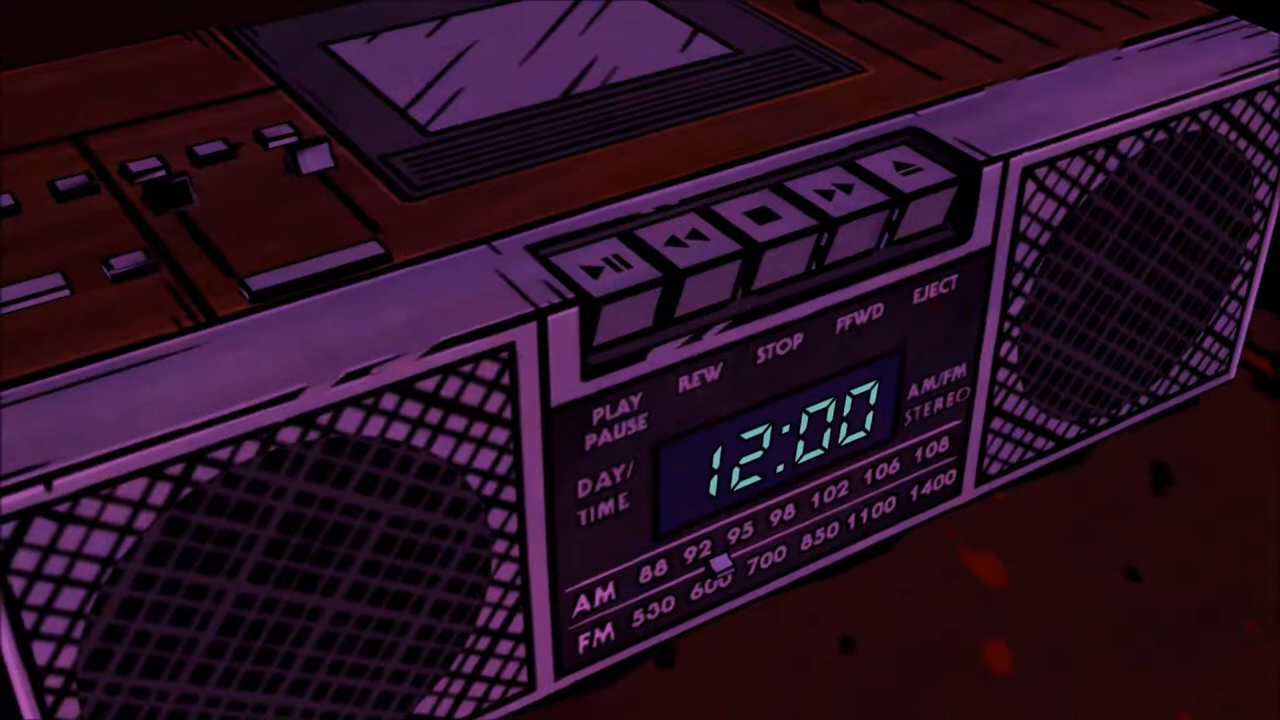 PLAY PAUSE
REW
STOP
FFWD
EJECT
DAY/
TIME
12:00
AM/FM
STEREO
AM 88 92 95 98 102 106 108
FM 530 600 700 850 1100 1400